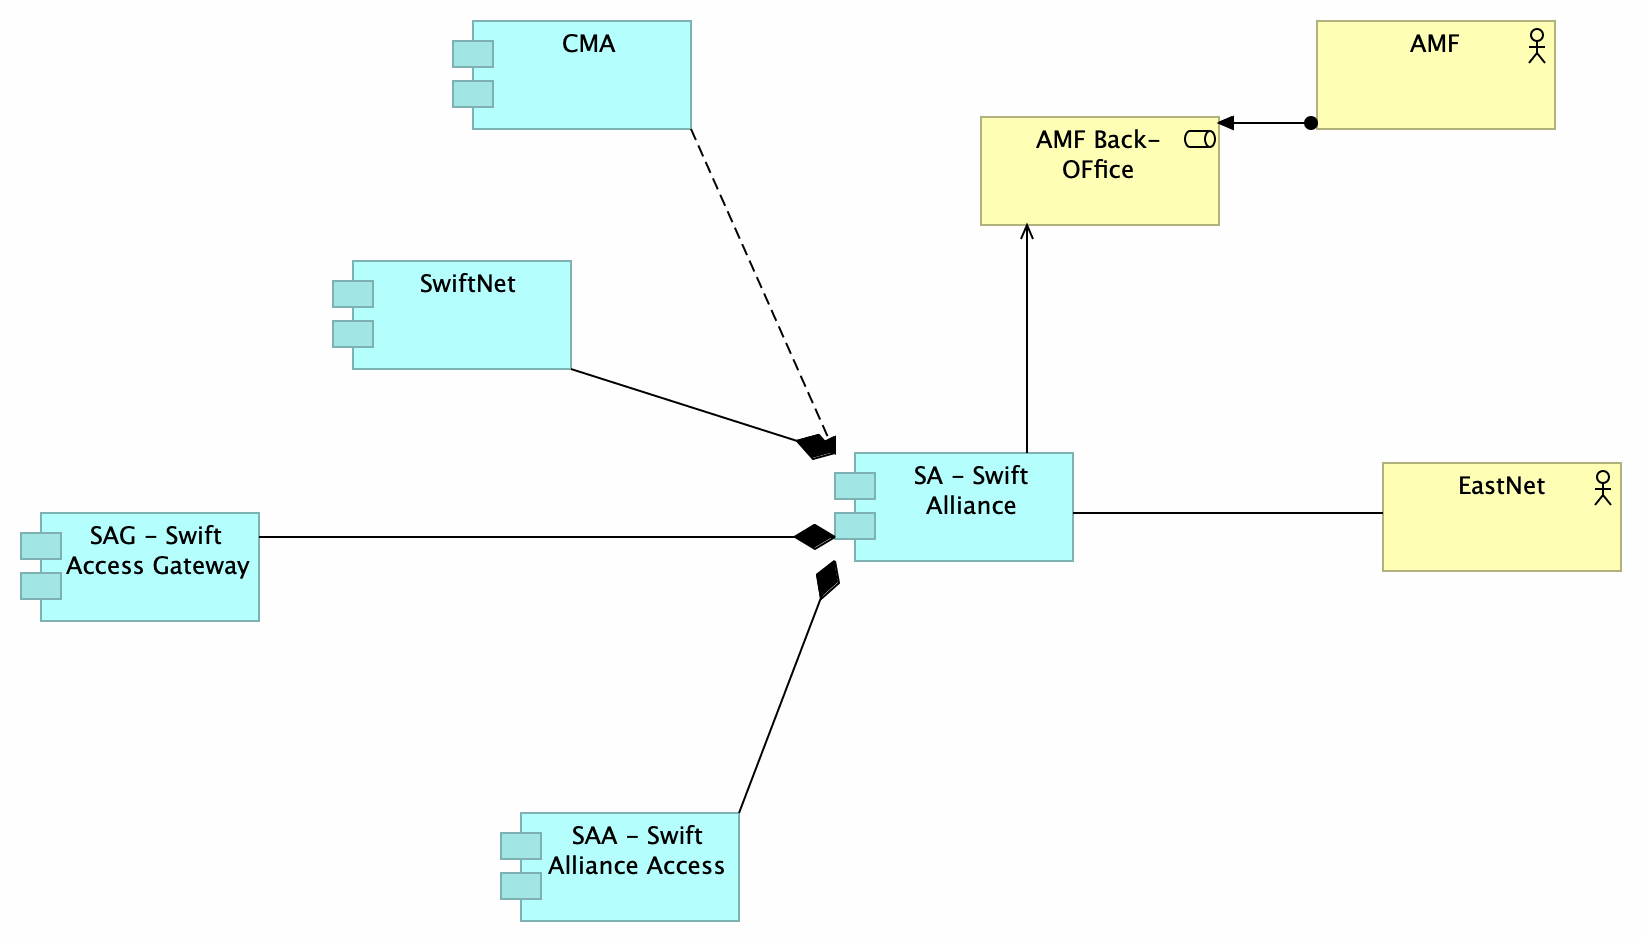 CMA
AMF
AMF Back-
OFfice
SwiftNet
SA - Swift
Alliance
EastNet
SAG - Swift
Access Gateway
SAA - Swift
Alliance Access